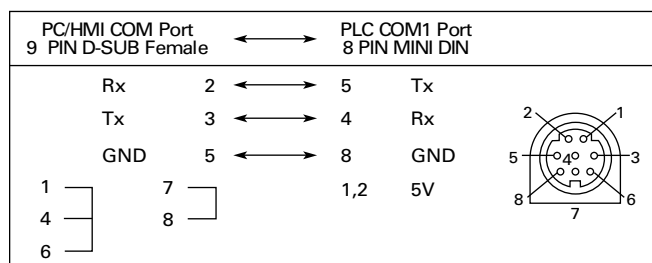 PC/HMI COM Port PLC COM1 Port
9 PIN D-SUB Female 8 PIN MINI DIN
Rx 2 5 Tx
Tx 3 4 Rx
GND 5 8 GND
1 7 1,2 5V
4 8
6
2 1
5 4 3
8 6
7